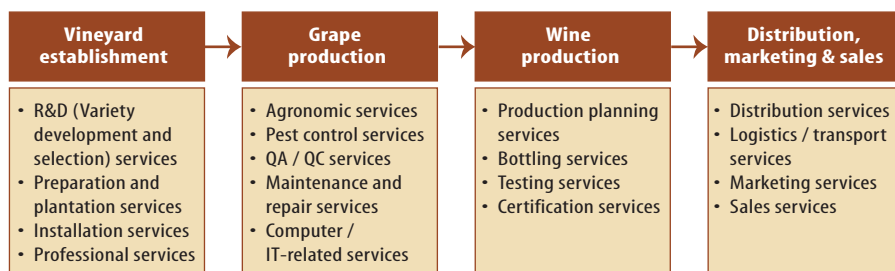 Vineyard
establishment
• R&D (Variety
development and
selection) services
• Preparation and
plantation services
• Installation services
• Professional services
Grape
production
• Agronomic services
• Pest control services
• QA / QC services
• Maintenance and
repair services
• Computer /
IT-related services
Wine
production
• Production planning
services
• Bottling services
• Testing services
• Certification services
Distribution,
marketing & sales
• Distribution services
• Logistics / transport
services
• Marketing services
• Sales services